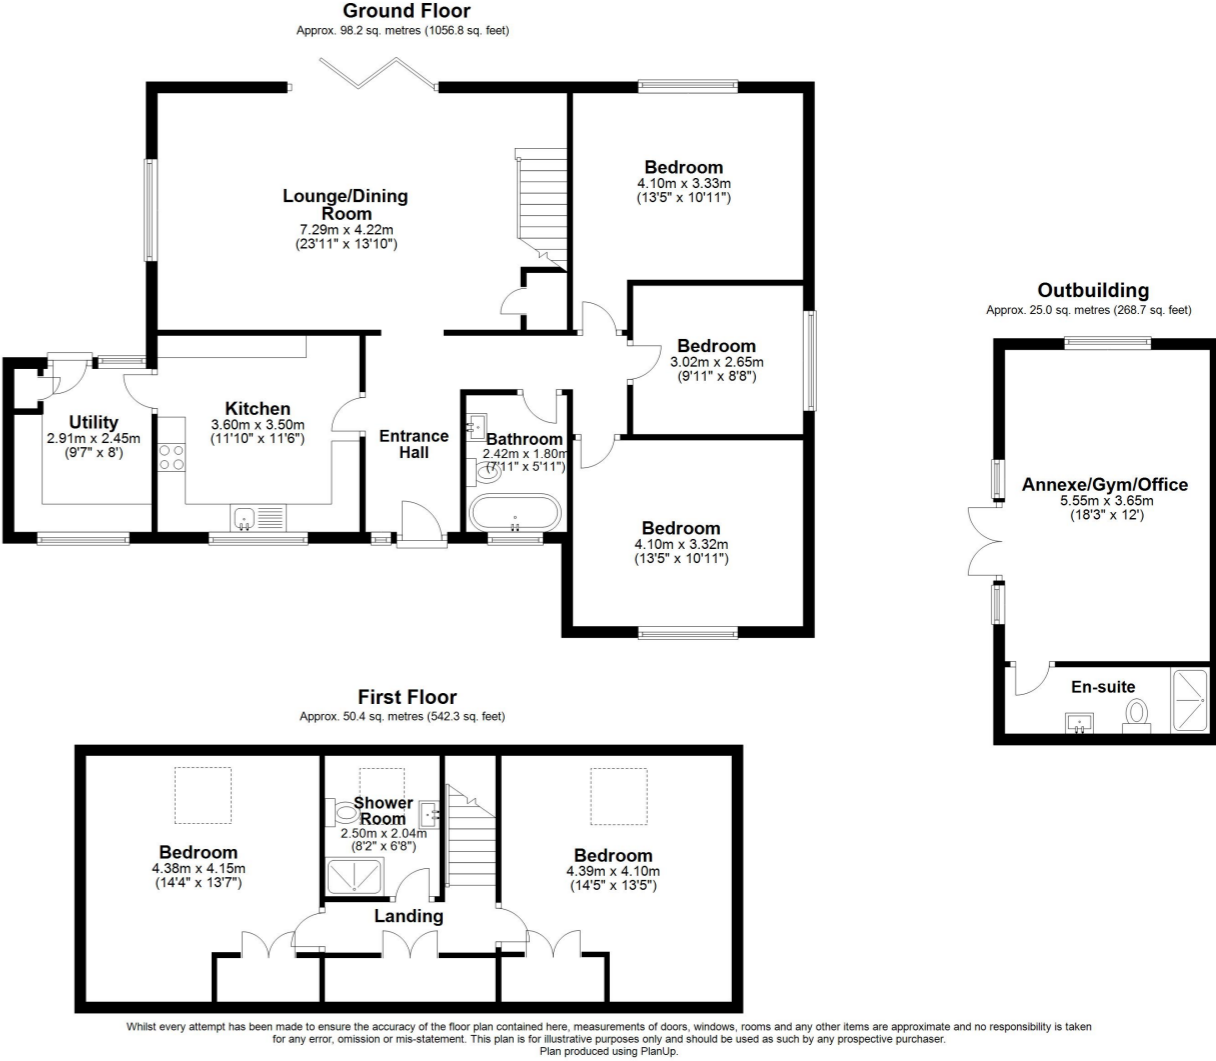 Ground Floor
Approx. 98.2 sq. metres (1056.8 sq. feet)
Lounge/Dining
Room
7.29m x 4.22m
(23'11" x 13'10")
Bedroom
4.10m x 3.33m
(13'5" x 10'11")
Bedroom
3.02m x 2.65m
(9'11" x 8'8")
Utility
2.91m x 2.45m
(9'7" x 8')
Kitchen
3.60m x 3.50m
(11'10" x 11'6")
Entrance
Hall
Bathroom
2.42m x 1.80m
(7'11" x 5'11")
Bedroom
4.10m x 3.32m
(13'5" x 10'11")
Outbuilding
Approx. 25.0 sq. metres (268.7 sq. feet)
Annexe/Gym/Office
5.55m x 3.65m
(18'3" x 12')
En-suite
First Floor
Approx. 50.4 sq. metres (542.3 sq. feet)
Bedroom
4.38m x 4.15m
(14'4" x 13'7")
Shower
Room
2.50m x 2.04m
(8'2" x 6'8")
Bedroom
4.39m x 4.10m
(14'5" x 13'5")
Landing
Whilst every attempt has been made to ensure the accuracy of the floor plan contained here, measurements of doors, windows, rooms and any other items are approximate and no responsibility is taken
for any error, omission or mis-statement. This plan is for illustrative purposes only and should be used as such by any prospective purchaser.
Plan produced using PlanUp.